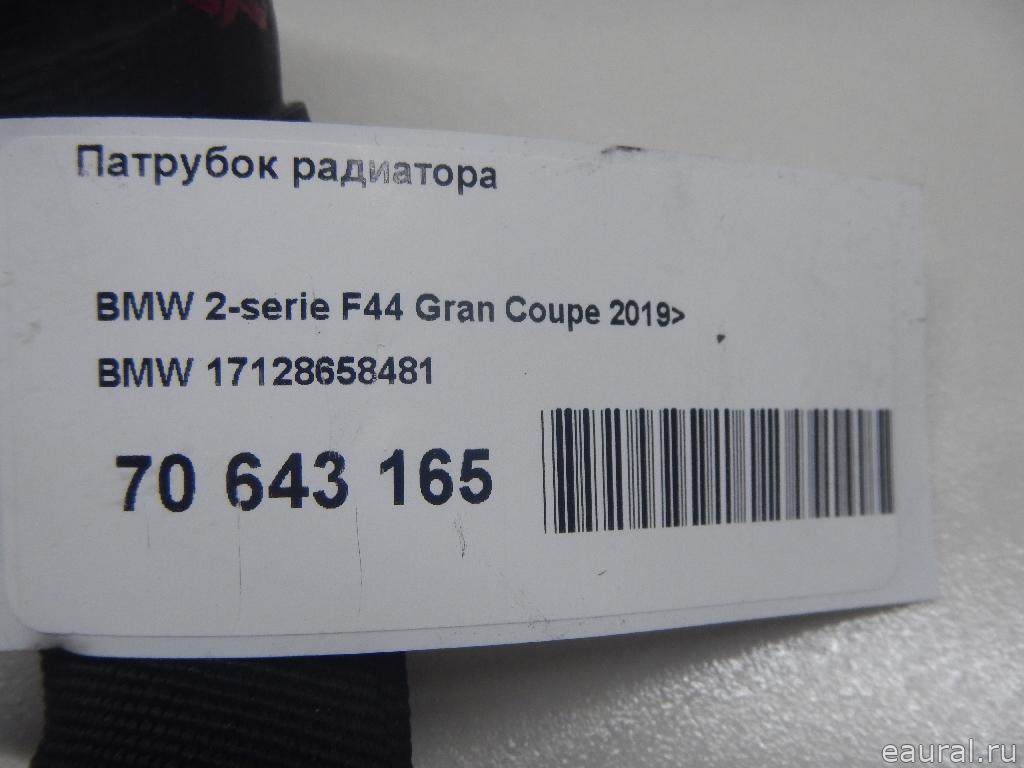 Патрубок радиатора
BMW 2-serie F44 Gran Coupe 2019>
BMW 17128658481
70 643 165
eaural.ru